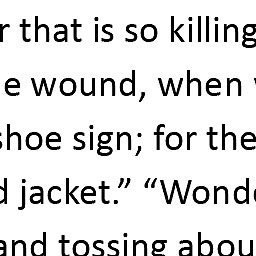 r that is so killing
e wound, when
shoe sign; for the
d jacket.” “Wond
and tossing abou